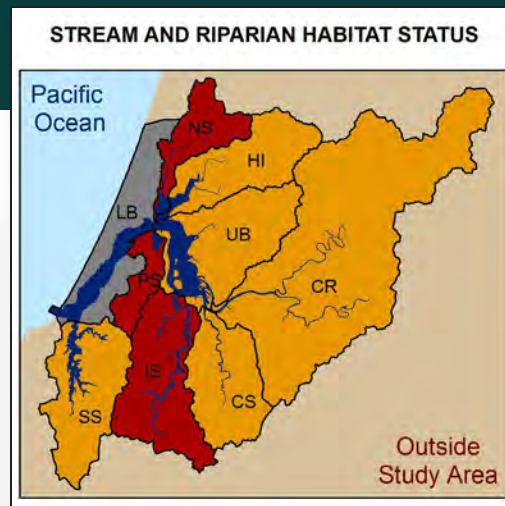 STREAM AND RIPARIAN HABITAT STATUS
Pacific
Ocean
NS
HI
LB
UB
PS
CR
IS
CS
SS
Outside
Study Area